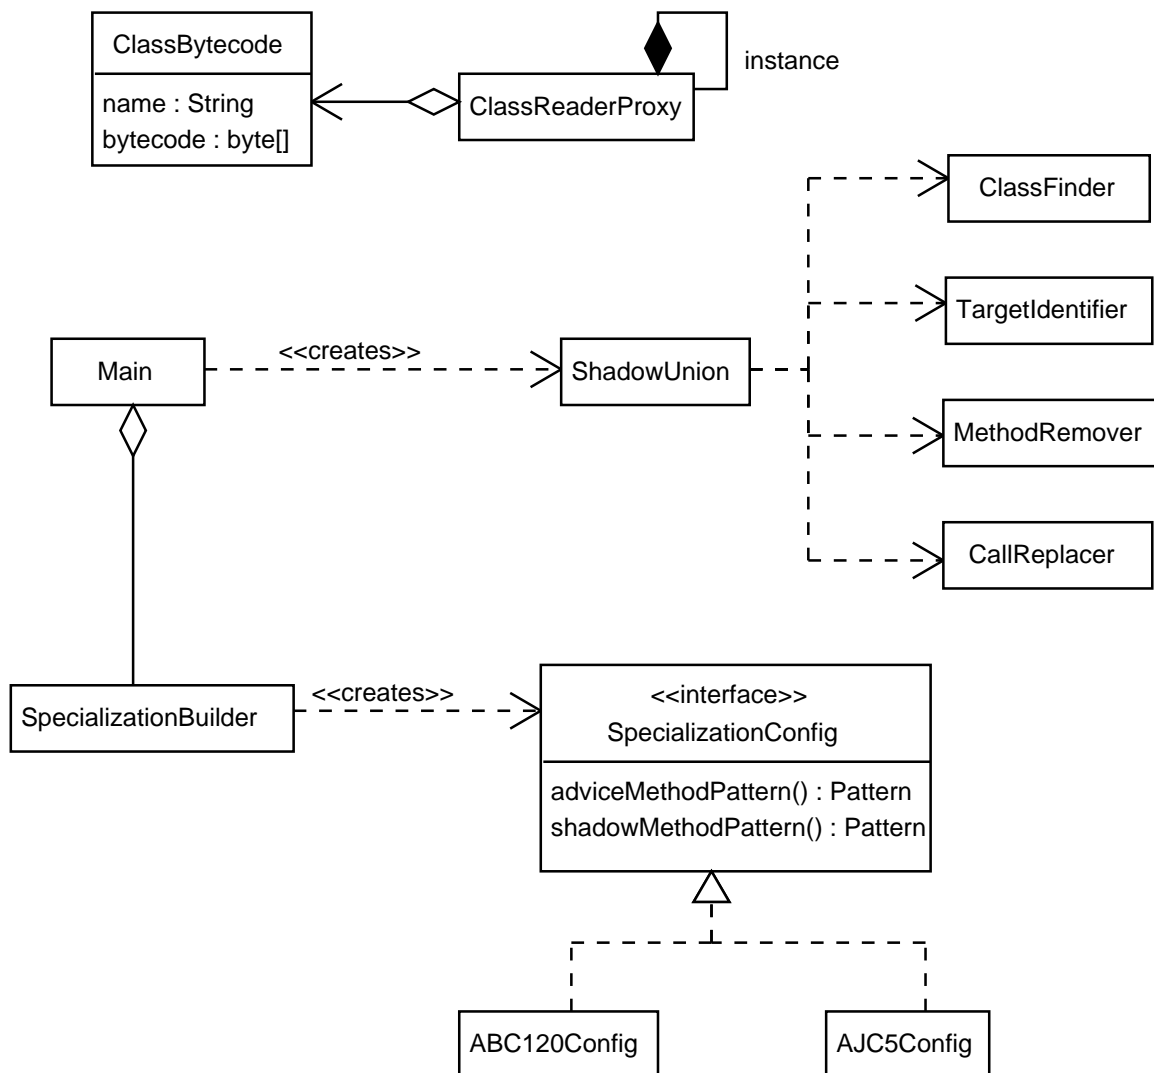 ClassBytecode
name : String
bytecode : byte[]
ClassReaderProxy
instance
ClassFinder
TargetIdentifier
Main
<<creates>>
ShadowUnion
MethodRemover
CallReplacer
SpecializationBuilder
<<creates>>
<<interface>>
SpecializationConfig
adviceMethodPattern() : Pattern
shadowMethodPattern() : Pattern
ABC120Config
AJC5Config